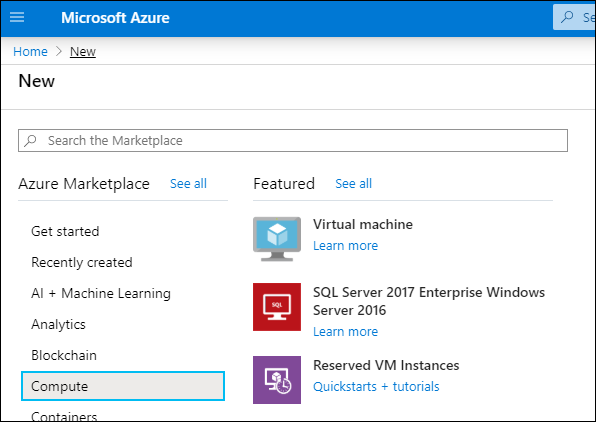 Microsoft Azure
Se
Home > New
New
Search the Marketplace
Azure Marketplace See all
Featured See all
Get started
Recently created
AI + Machine Learning
Analytics
Blockchain
Compute
Containers
Virtual machine
Learn more
SQL
SQL Server 2017 Enterprise Windows
Server 2016
Learn more
Reserved VM Instances
Quickstarts + tutorials